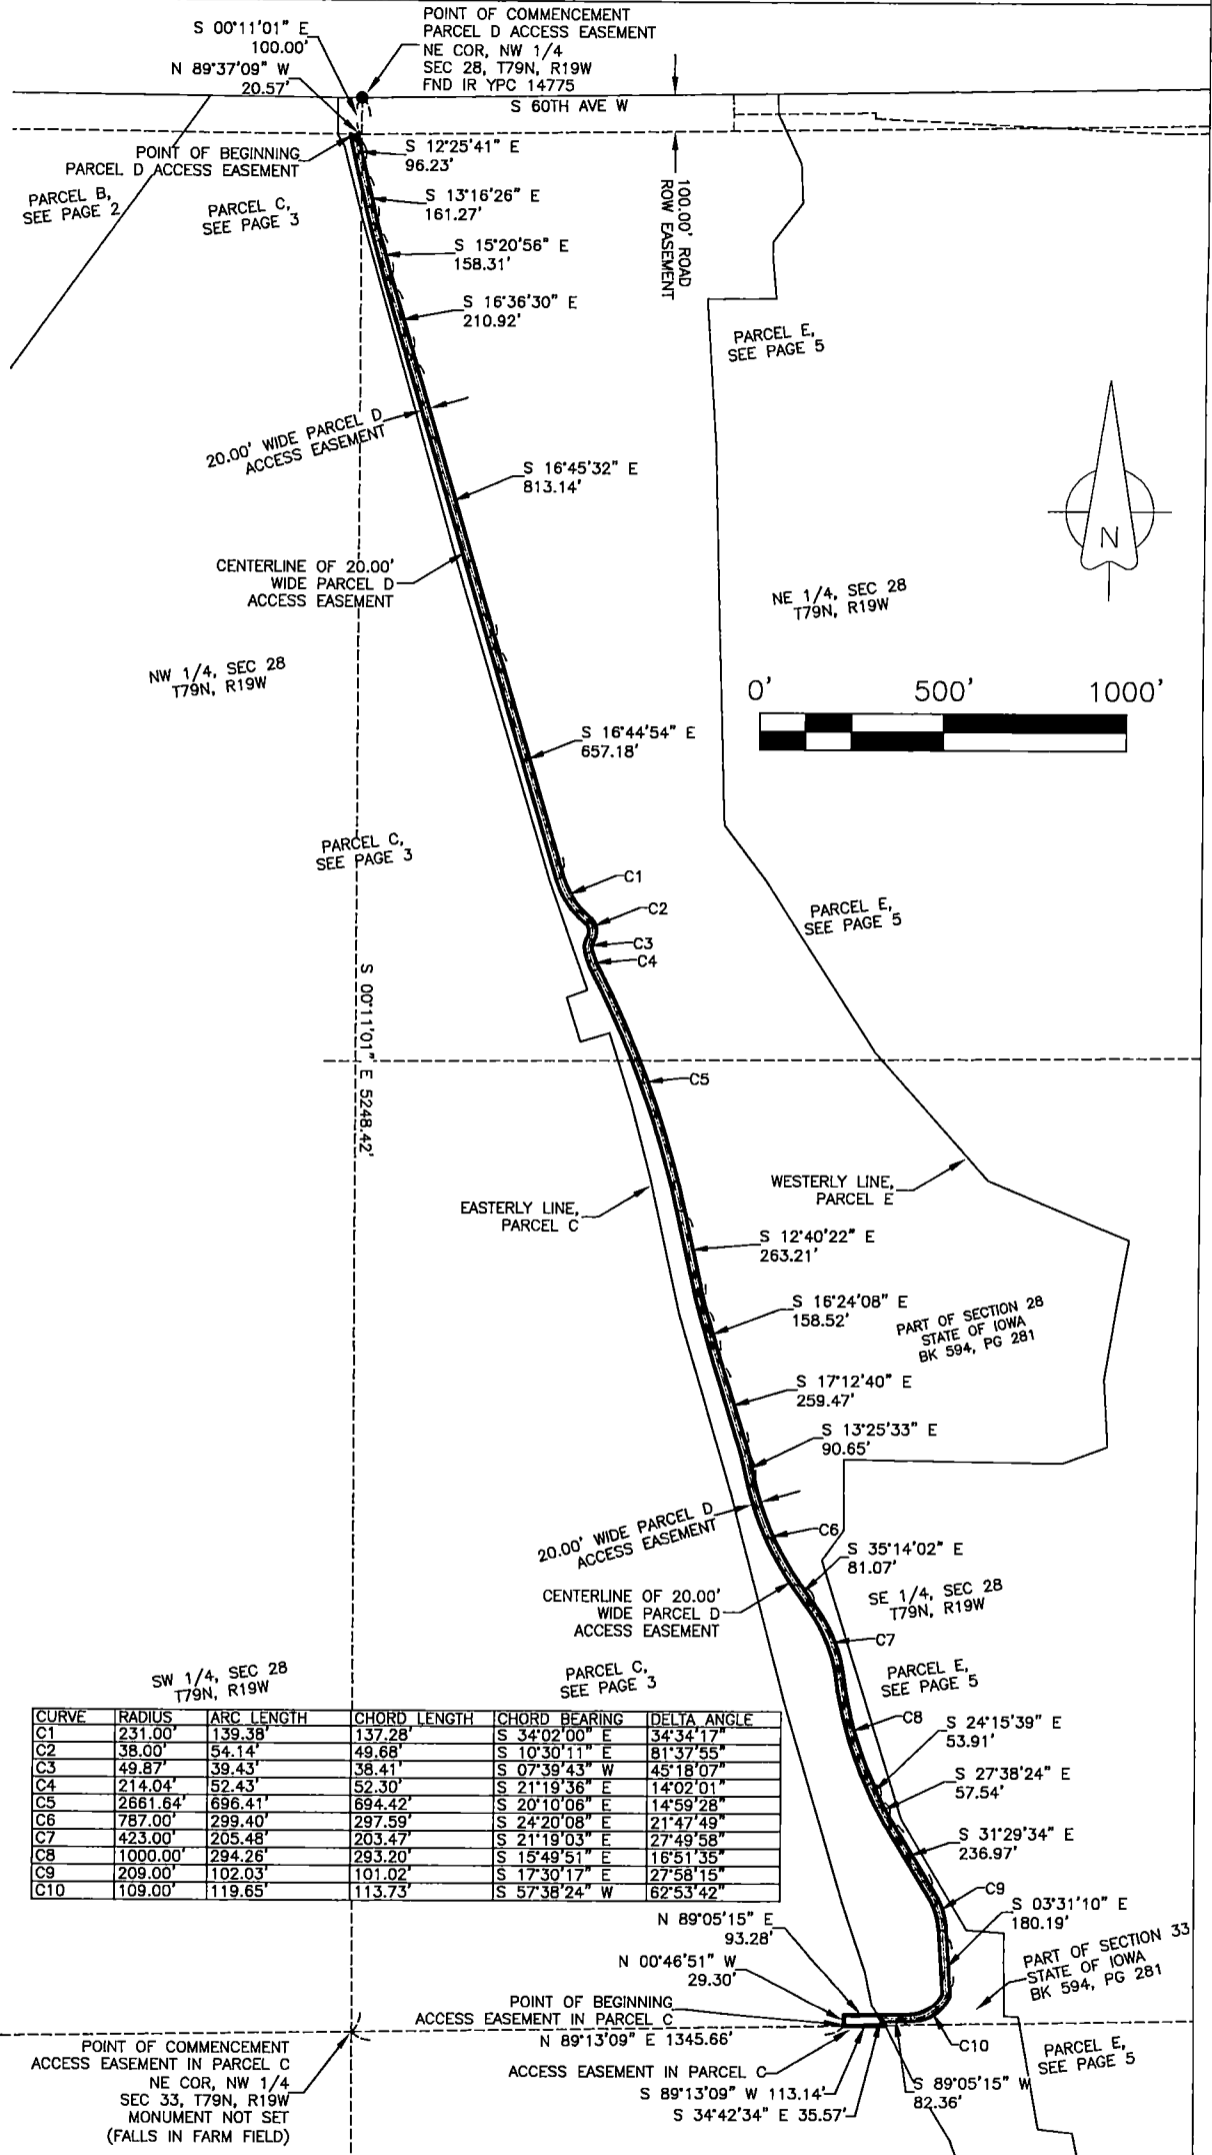 S 00°11'01" E
100.00'
N 89°37'09" W
20.57'
POINT OF COMMENCEMENT
PARCEL D ACCESS EASEMENT
NE COR, NW 1/4
SEC 28, T79N, R19W
FND IR YPC 14775
S 60TH AVE W
POINT OF BEGINNING
PARCEL D ACCESS EASEMENT
PARCEL B,
SEE PAGE 2
PARCEL C,
SEE PAGE 3
S 12°25'41" E
96.23'
S 13°16'26" E
161.27'
S 15°20'56" E
158.31'
S 16°36'30" E
210.92'
100.00' ROAD
ROW EASEMENT
PARCEL E,
SEE PAGE 5
20.00' WIDE PARCEL D
ACCESS EASEMENT
S 16°45'32" E
813.14'
CENTERLINE OF 20.00'
WIDE PARCEL D
ACCESS EASEMENT
N
NE 1/4, SEC 28
T79N, R19W
NW 1/4, SEC 28
T79N, R19W
0' 500' 1000'
S 16°44'54" E
657.18'
PARCEL C,
SEE PAGE 3
C1
C2
C3
C4
PARCEL E,
SEE PAGE 5
S 00°11'01" E 5248.42'
C5
EASTERLY LINE,
PARCEL C
WESTERLY LINE,
PARCEL E
S 12°40'22" E
263.21'
S 16°24'08" E
158.52'
PART OF SECTION 28
STATE OF IOWA
BK 594, PG 281
S 17°12'40" E
259.47'
S 13°25'33" E
90.65'
20.00' WIDE PARCEL D
ACCESS EASEMENT
C6
S 35°14'02" E
81.07'
CENTERLINE OF 20.00'
WIDE PARCEL D
ACCESS EASEMENT
SE 1/4, SEC 28
T79N, R19W
C7
SW 1/4, SEC 28
T79N, R19W
PARCEL C,
SEE PAGE 3
PARCEL E,
SEE PAGE 5
C8
S 24°15'39" E
53.91'
S 27°38'24" E
57.54'
S 31°29'34" E
236.97'
CURVE RADIUS ARC LENGTH CHORD LENGTH CHORD BEARING DELTA ANGLE
C1 231.00' 139.38' 137.28' S 34°02'00" E 34°34'17"
C2 38.00' 54.14' 49.68' S 10°30'11" E 81°37'55"
C3 49.87' 39.43' 38.41' S 07°39'43" W 45°18'07"
C4 214.04' 52.43' 52.30' S 21°19'36" E 14°02'01"
C5 2661.64' 696.41' 694.42' S 20°10'06" E 14°59'28"
C6 787.00' 299.40' 297.59' S 24°20'08" E 21°47'49"
C7 423.00' 205.48' 203.47' S 21°19'03" E 27°49'58"
C8 1000.00' 294.26' 293.20' S 15°49'51" E 16°51'35"
C9 209.00' 102.03' 101.02' S 17°30'17" E 27°58'15"
C10 109.00' 119.65' 113.73' S 57°38'24" W 62°53'42"
C9
S 03°31'10" E
180.19'
N 89°05'15" E
93.28'
N 00°46'51" W
29.30'
PART OF SECTION 33
STATE OF IOWA
BK 594, PG 281
POINT OF BEGINNING
ACCESS EASEMENT IN PARCEL C
N 89°13'09" E 1345.66'
C10
ACCESS EASEMENT IN PARCEL C
S 89°13'09" W 113.14'
S 34°42'34" E 35.57'
S 89°05'15" W
82.36'
PARCEL E,
SEE PAGE 5
POINT OF COMMENCEMENT
ACCESS EASEMENT IN PARCEL C
NE COR, NW 1/4
SEC 33, T79N, R19W
MONUMENT NOT SET
(FALLS IN FARM FIELD)